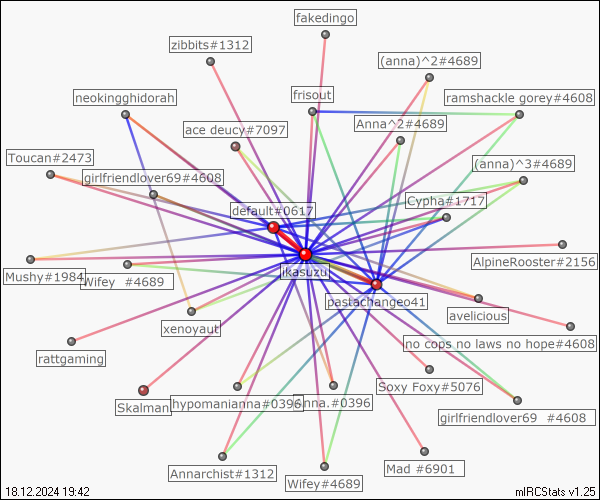 fakedingo
zibbits#1312
(anna)^2#4689
neokingghidorah
frisout
ramshackle gorey#4608
ace deucy#7097
Anna^2#4689
Toucan#2473
(anna)^3#4689
girlfriendlover69#4608
Cypha#1717
default#0617
AlpineRooster#2156
jkasuzu
Mushy#1984
Wifey #4689
pastachangeo41
avelicious
xenoyaut
no cops no laws no hope#4608
rattgaming
Soxy Foxy#5076
Skalman
hypomanianna#0396
Anna.#0396
girlfriendlover69 #4608
Annarchist#1312
Mad #6901
Wifey#4689
18.12.2024 19:42
mIRCStats v1.25